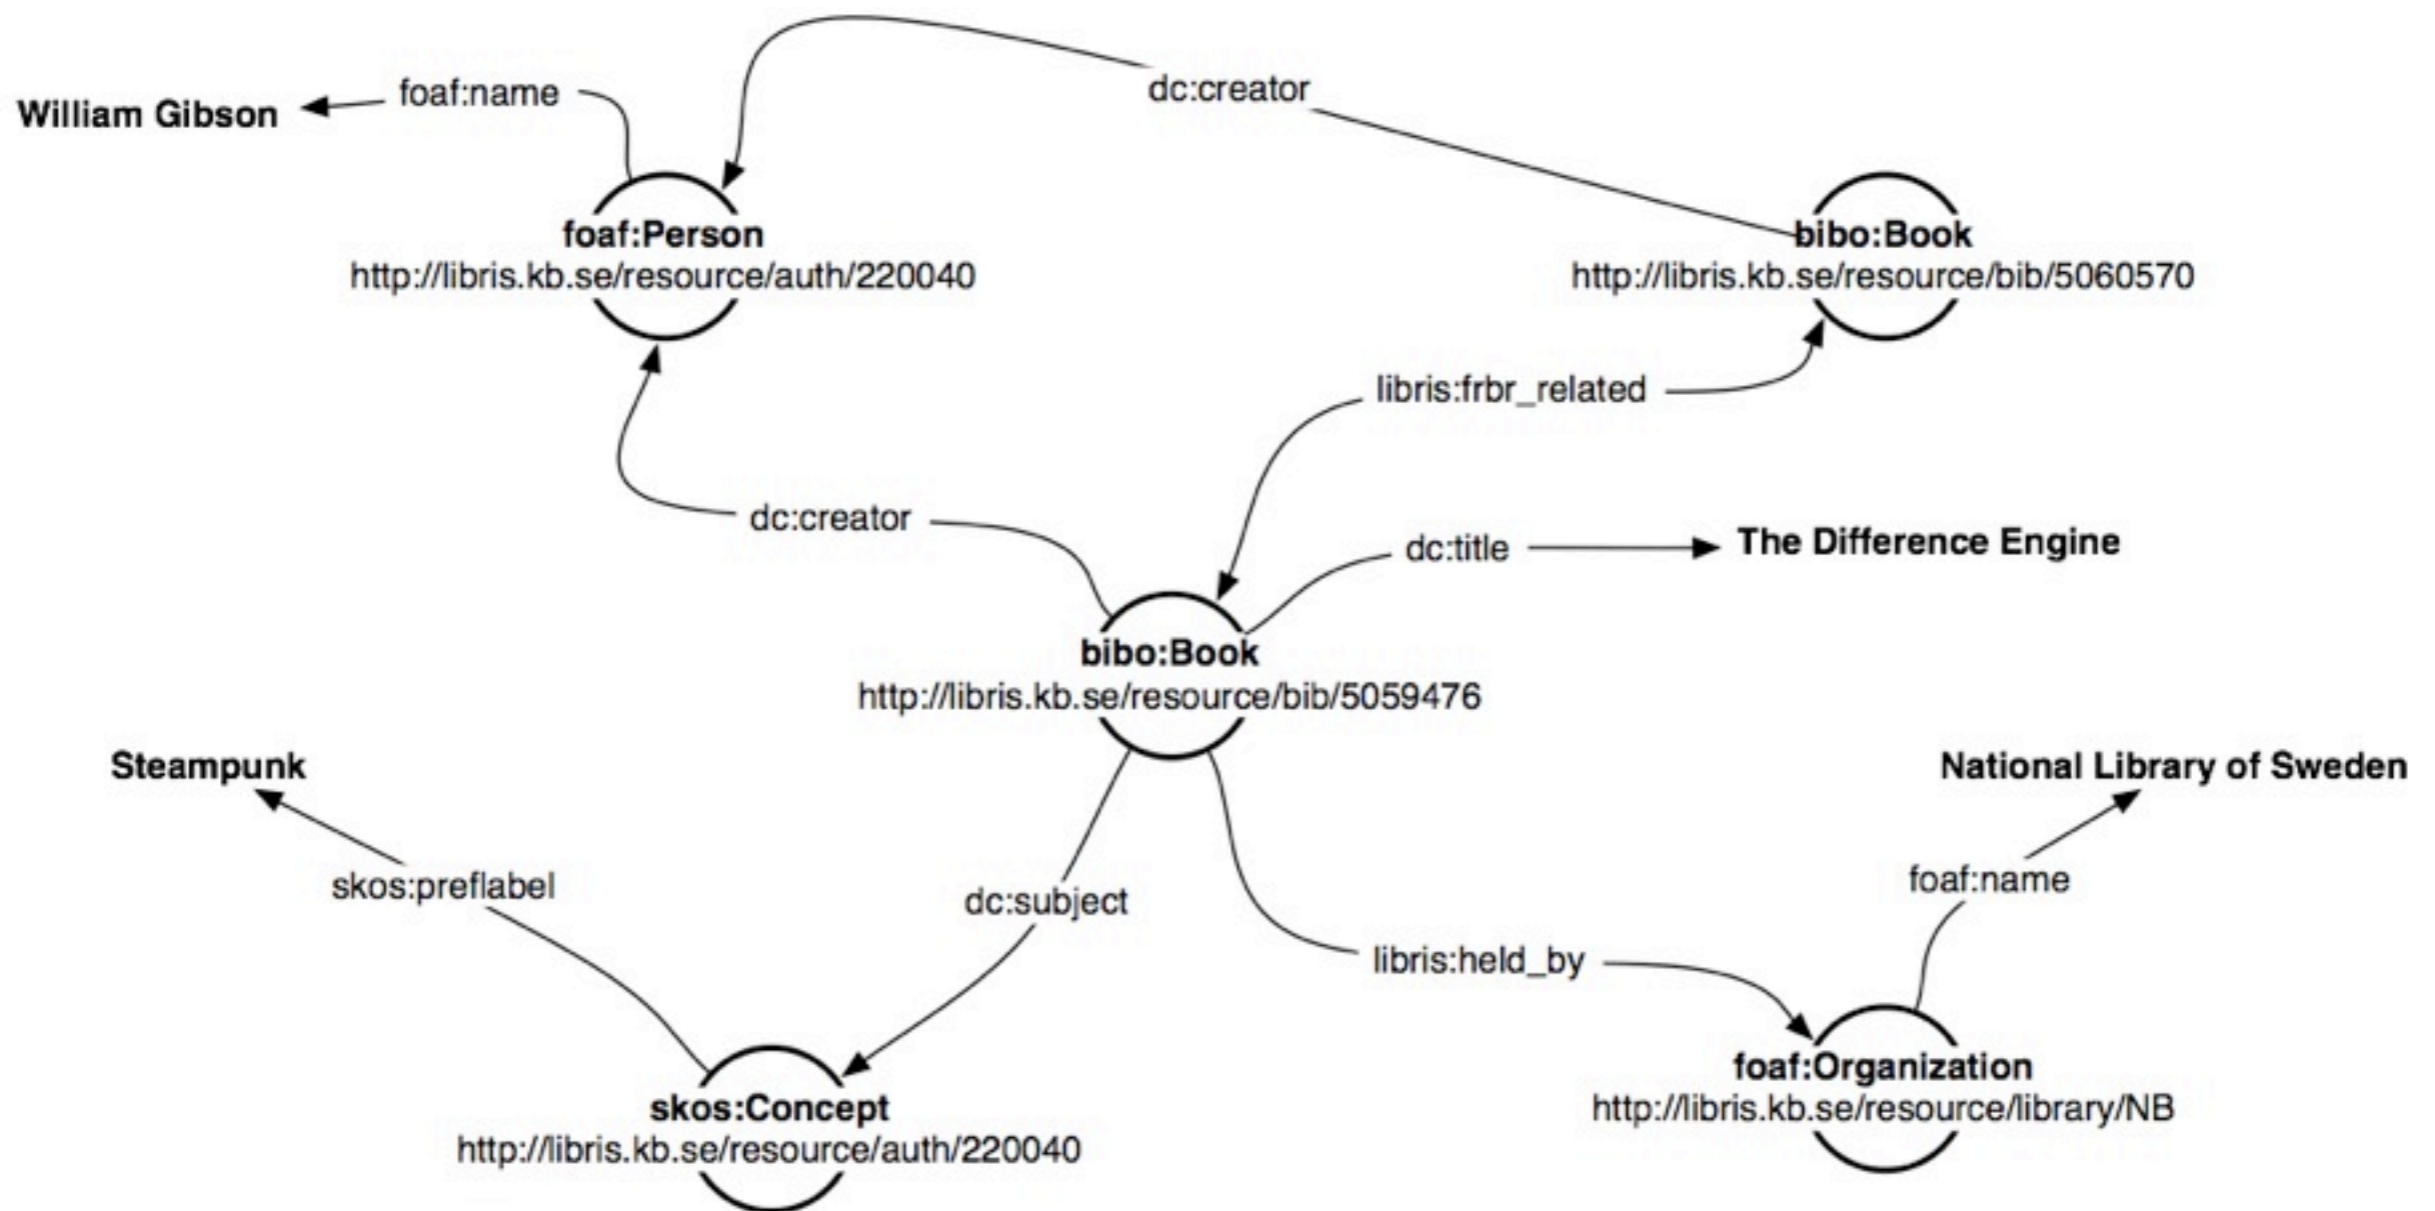 dc:creator
foaf:name
William Gibson
foaf:Person
http://libris.kb.se/resource/auth/220040
bibo:Book
http://libris.kb.se/resource/bib/5060570
libris:frbr_related
dc:creator
dc:title
The Difference Engine
bibo:Book
http://libris.kb.se/resource/bib/5059476
Steampunk
National Library of Sweden
skos:preflabel
dc:subject
foaf:name
libris:held_by
foaf:Organization
http://libris.kb.se/resource/library/NB
skos:Concept
http://libris.kb.se/resource/auth/220040